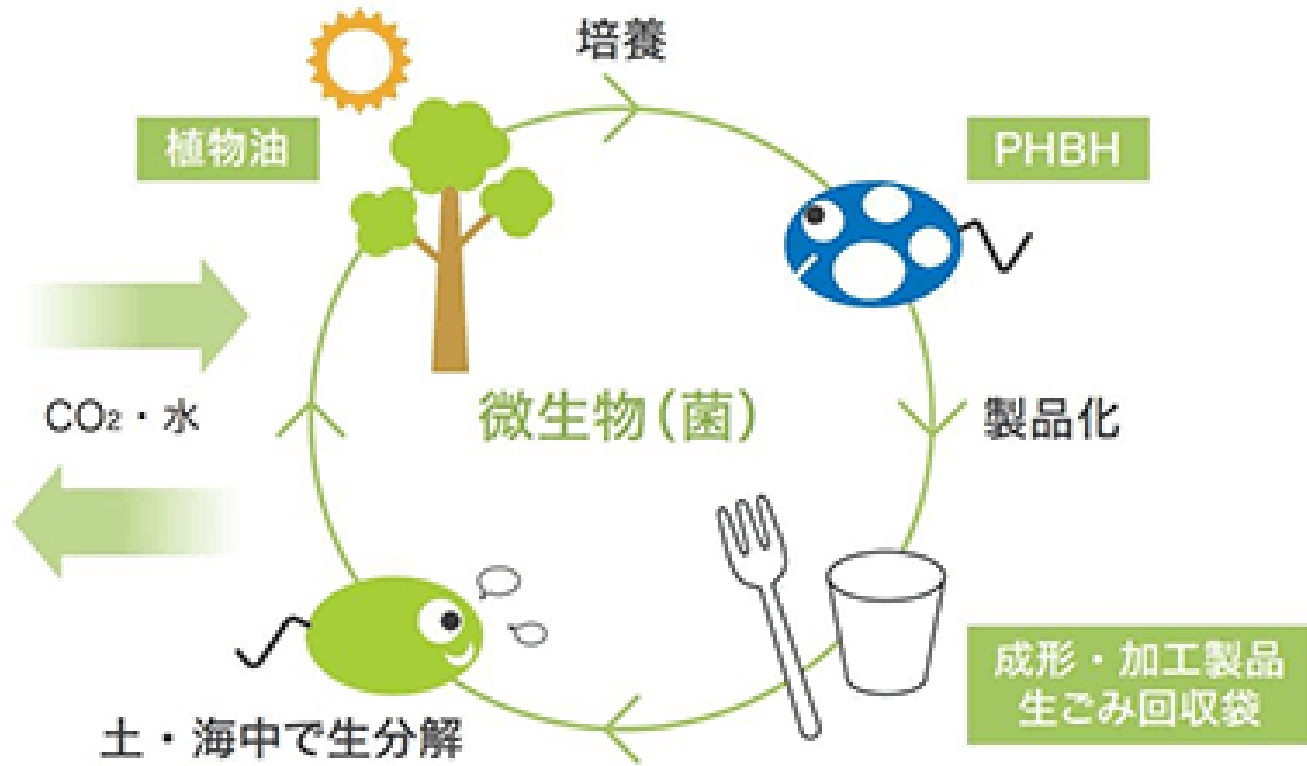 培養
植物油
PHBH
CO2・水
微生物(菌)
製品化
成形・加工製品
生ごみ回収袋
土・海中で生分解